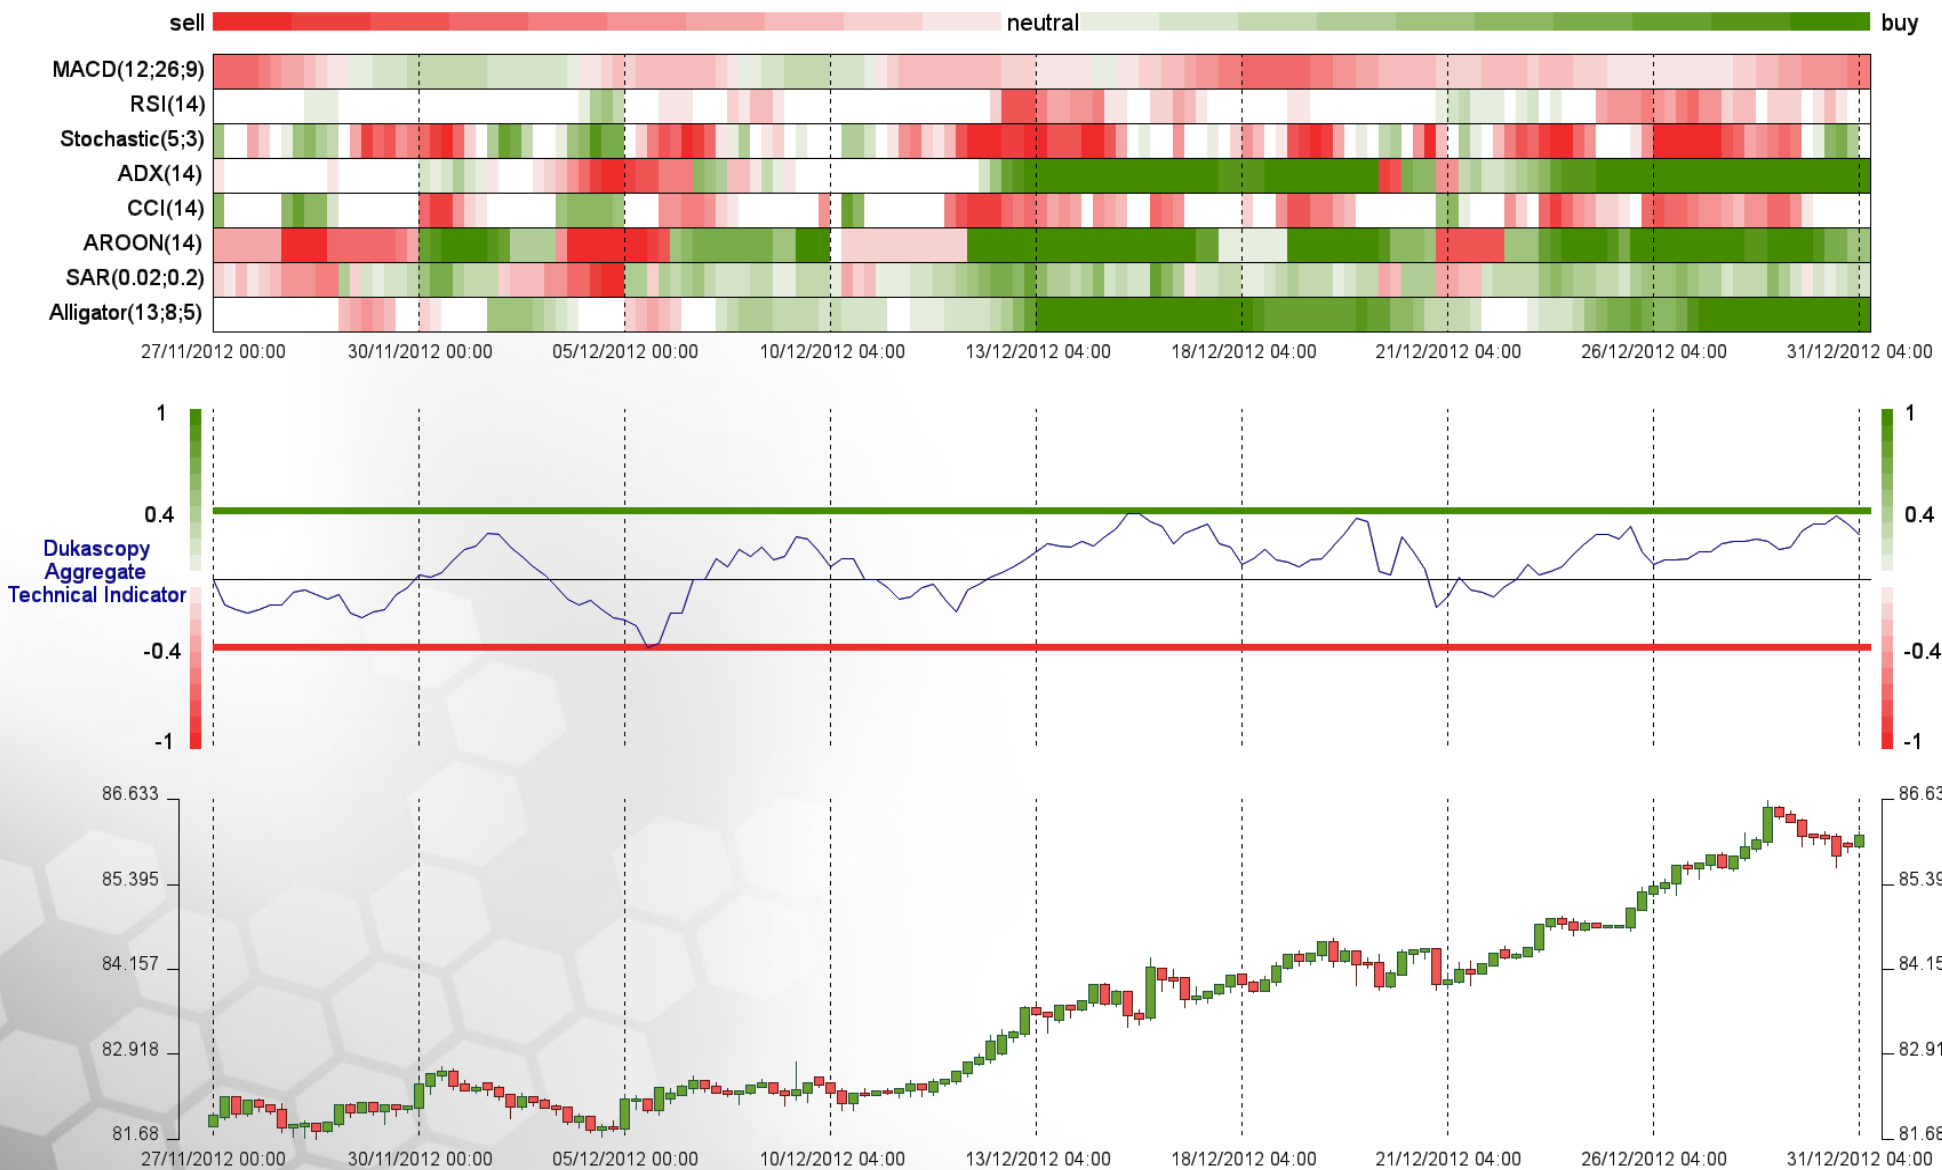 sell neutral buy
MACD(12;26;9)
RSI(14)
Stochastic(5;3)
ADX(14)
CCI(14)
AROON(14)
SAR(0.02;0.2)
Alligator(13;8;5)
27/11/2012 00:00 30/11/2012 00:00 05/12/2012 00:00 10/12/2012 04:00 13/12/2012 04:00 18/12/2012 04:00 21/12/2012 04:00 26/12/2012 04:00 31/12/2012 04:00
1 1
0.4 0.4
Dukascopy
Aggregate
Technical Indicator
-0.4 -0.4
-1 -1
86.633 86.63
85.395 85.39
84.157 84.15
82.918 82.91
81.68 81.68
27/11/2012 00:00 30/11/2012 00:00 05/12/2012 00:00 10/12/2012 04:00 13/12/2012 04:00 18/12/2012 04:00 21/12/2012 04:00 26/12/2012 04:00 31/12/2012 04:00